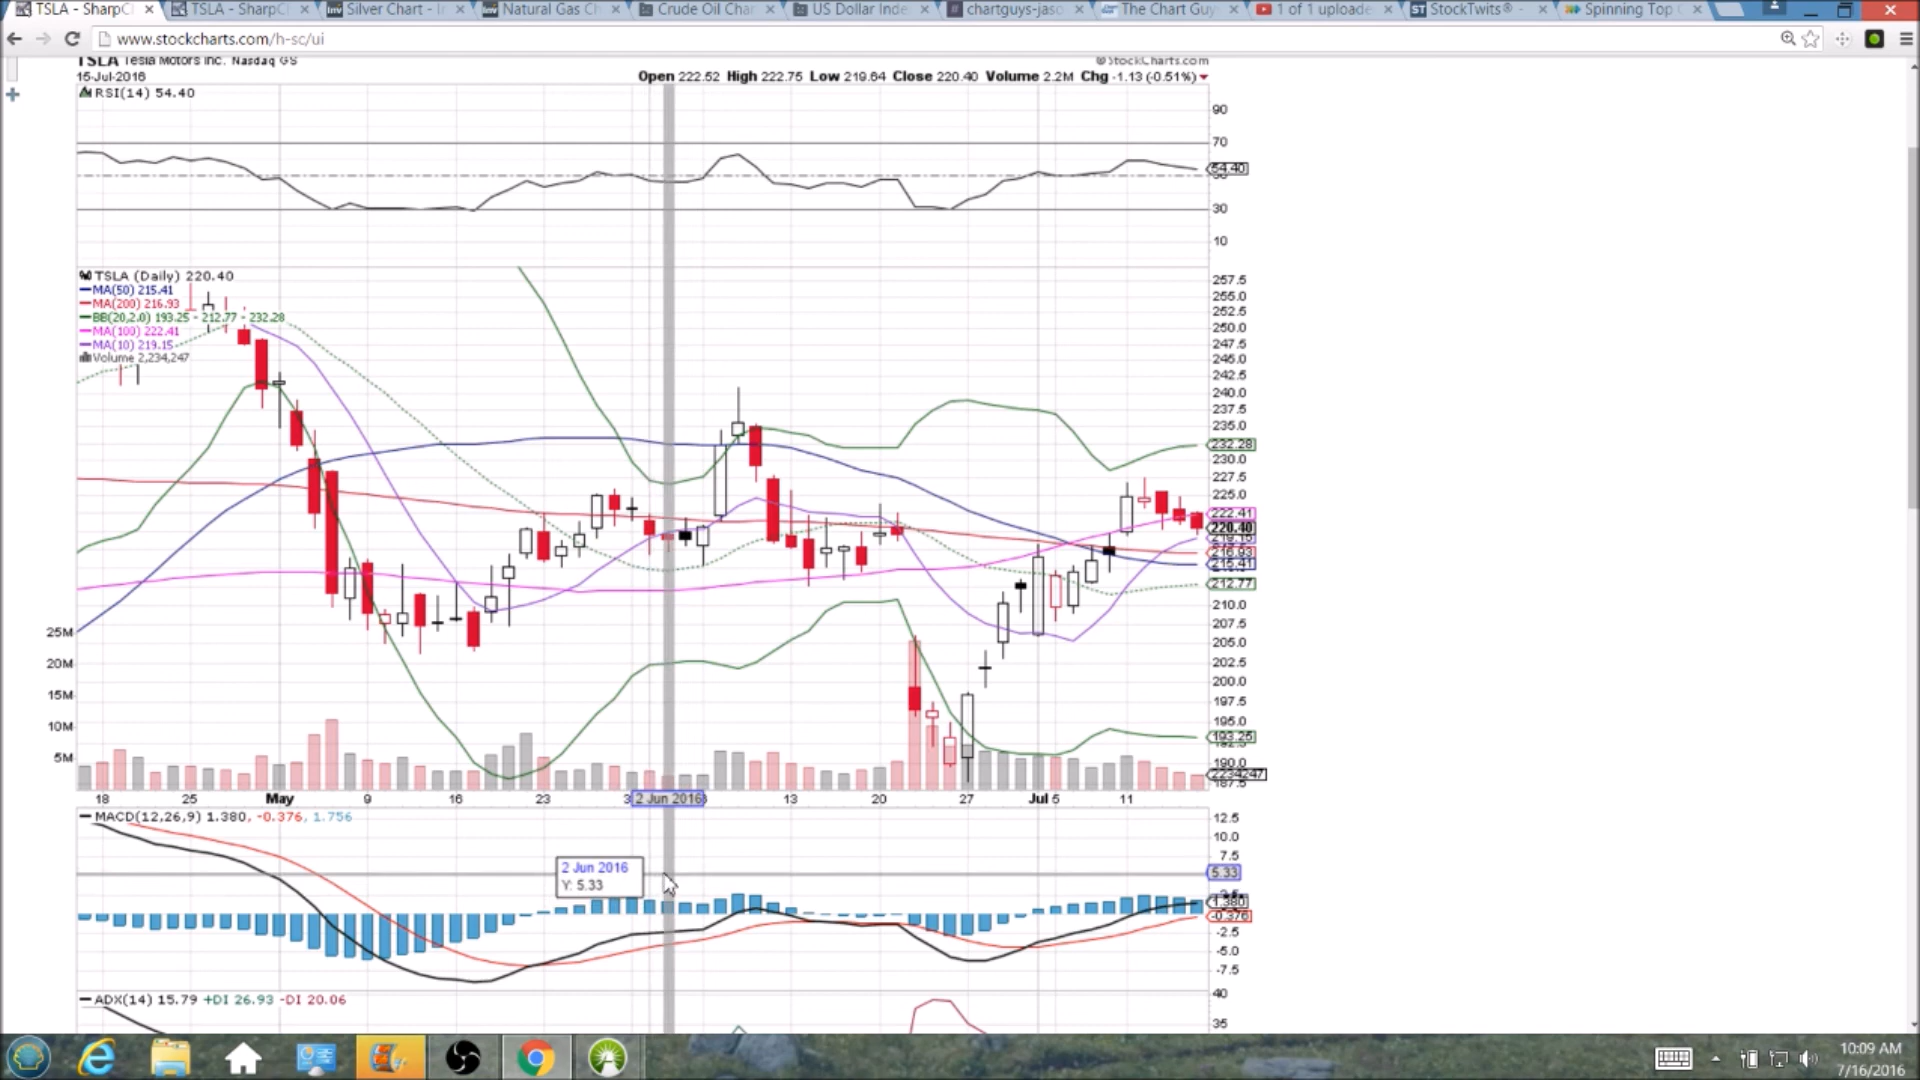 TSLA - SharpCl
TSLA - SharpCl
Silver Chart - I
Natural Gas C
Crude Oil Char
US Dollar Inde
chartguys-jaso
The Chart Guy
1 of 1 uploade
StockTwits® -
Spinning Top C
www.stockcharts.com/h-sc/ui
TSLA Tesla Motors Inc. Nasdaq GS
©StockCharts.com
15-Jul-2016
Open 222.52 High 222.75 Low 219.64 Close 220.40 Volume 2.2M Chg -1.13 (-0.51%)
RSI(14) 54.40
90
70
54.40
30
10
TSLA (Daily) 220.40
MA(50) 215.41
MA(200) 216.93
BB(20,2.0) 193.25 - 212.77 - 232.28
MA(100) 222.41
MA(10) 219.15
Volume 2,234,247
257.5
255.0
252.5
250.0
247.5
245.0
242.5
240.0
237.5
235.0
232.28
230.0
227.5
225.0
222.41
220.40
219.15
216.93
215.41
212.77
210.0
207.5
205.0
202.5
200.0
197.5
195.0
193.25
192.5
190.0
2234247
187.5
25M
20M
15M
10M
5M
18 25 May 9 16 23 2 Jun 2016 13 20 27 Jul 5 11
MACD(12,26,9) 1.380, -0.376, 1.756
12.5
10.0
7.5
5.33
2.5
1.380
-0.376
-2.5
-5.0
-7.5
2 Jun 2016
Y: 5.33
ADX(14) 15.79 +DI 26.93 -DI 20.06
40
35
10:09 AM
7/16/2016